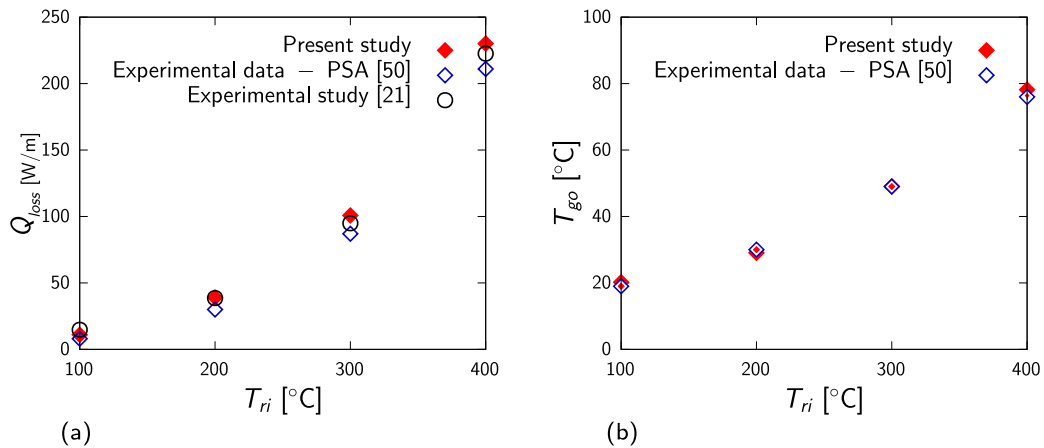 250
200
150
100
50
0
Q_loss [W/m]
Present study
Experimental data − PSA [50]
Experimental study [21]
100 200 300 400
T_ri [°C]
(a)
100
80
60
40
20
0
T_go [°C]
Present study
Experimental data − PSA [50]
100 200 300 400
T_ri [°C]
(b)